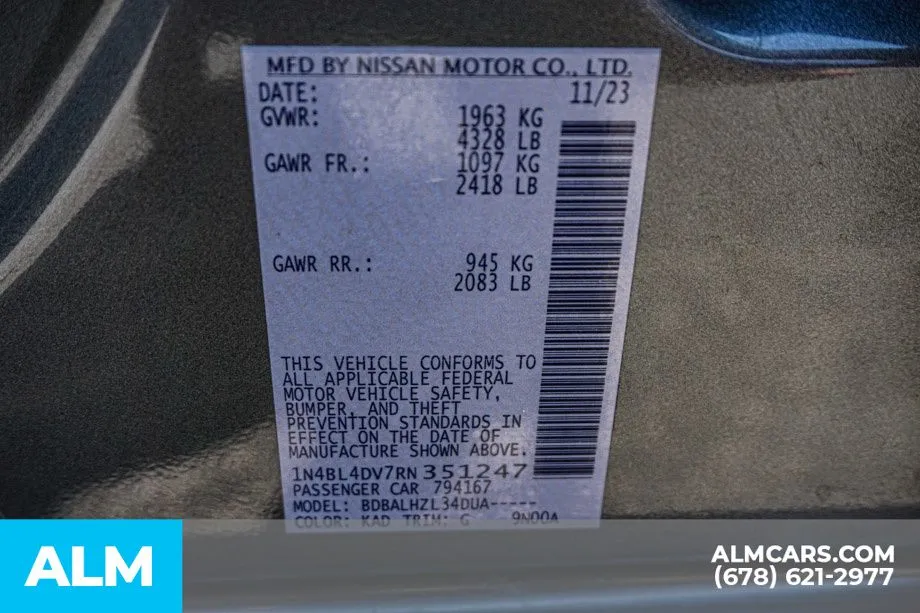 MFD BY NISSAN MOTOR CO., LTD.
DATE: 11/23
GVWR: 1963 KG
4328 LB
GAWR FR.: 1097 KG
2418 LB
GAWR RR.: 945 KG
2083 LB
THIS VEHICLE CONFORMS TO
ALL APPLICABLE FEDERAL
MOTOR VEHICLE SAFETY,
BUMPER, AND THEFT
PREVENTION STANDARDS IN
EFFECT ON THE DATE OF
MANUFACTURE SHOWN ABOVE.
1N4BL4DV7RN351247
PASSENGER CAR 794167
MODEL: BDBALHZL34DUA-----
COLOR: KAD TRIM: G 9N00A
ALM
ALMCARS.COM
(678) 621-2977